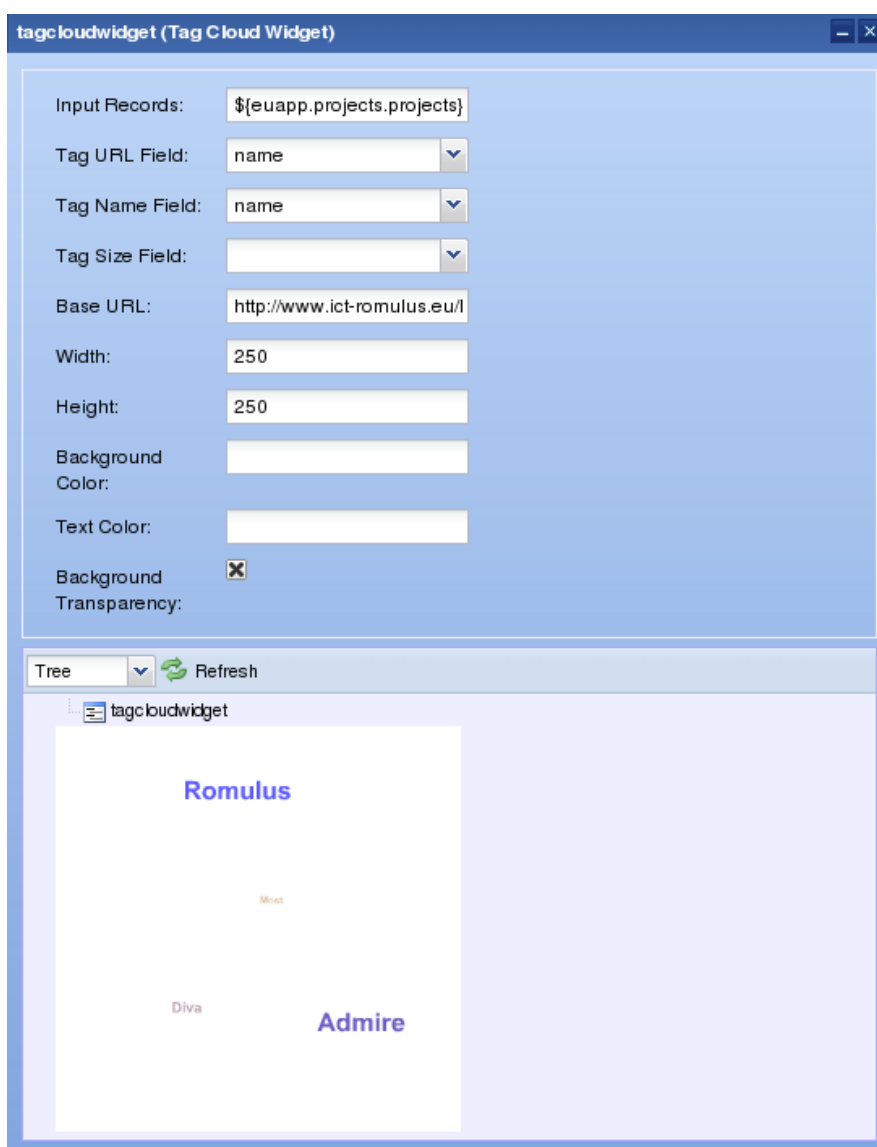 tagcloudwidget (Tag Cloud Widget)
Input Records: ${euapp.projects.projects}
Tag URL Field: name
Tag Name Field: name
Tag Size Field:
Base URL: http://www.ict-romulus.eu/l
Width: 250
Height: 250
Background
Color:
Text Color:
Background
Transparency:
Tree Refresh
tagcloudwidget
Romulus
Most
Diva
Admire